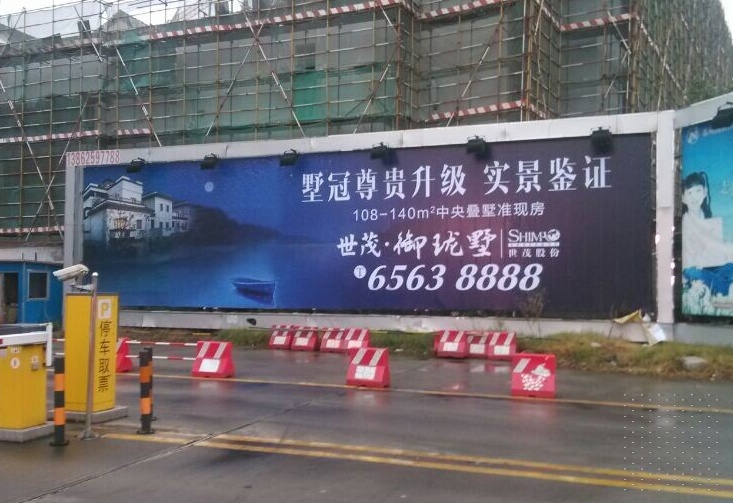 13862597788
墅冠尊贵升级 实景鉴证
108-140m²中央叠墅准现房
世茂·御珑墅
SHIMAO
世茂股份
6563 8888
P
停车取票